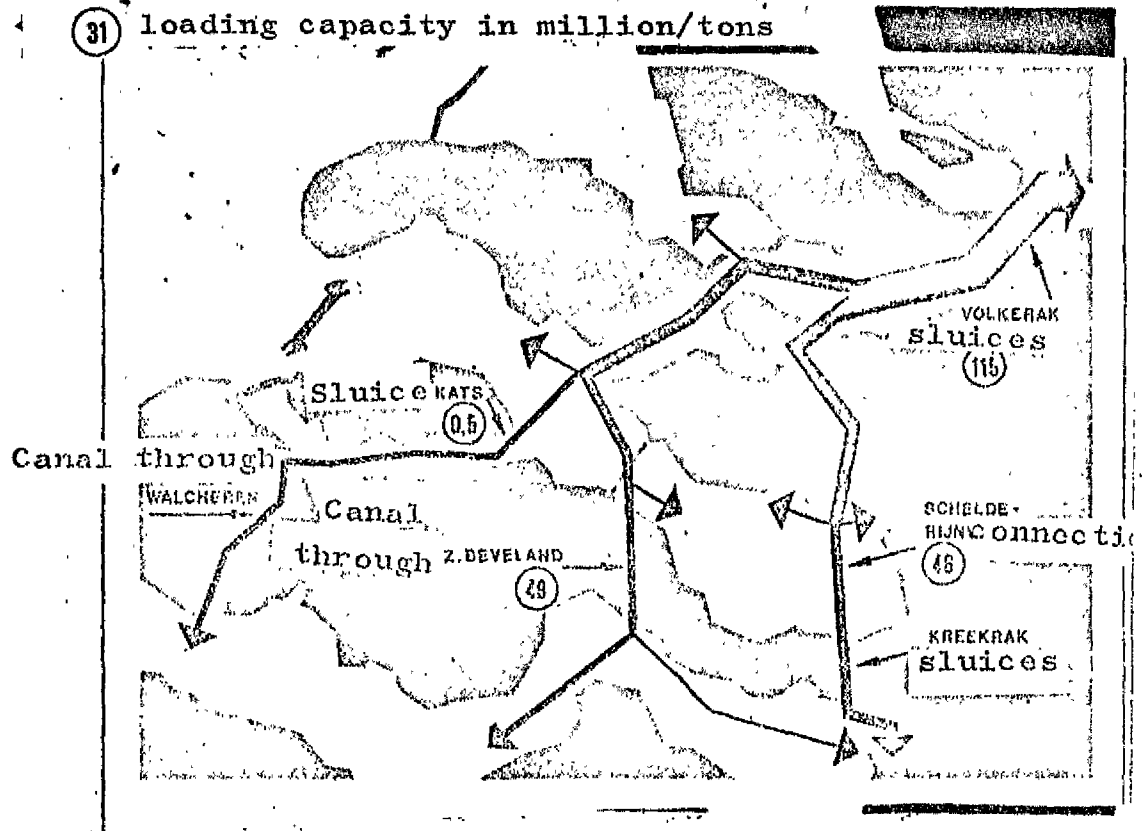 31 loading capacity in million/tons
VOLKERAK
sluices
115
Sluice KATS
0,5
Canal through
WALCHEREN
Canal
through Z. BEVELAND
49
SCHELDE-
RIJN connectio
46
KREEKRAK
sluices